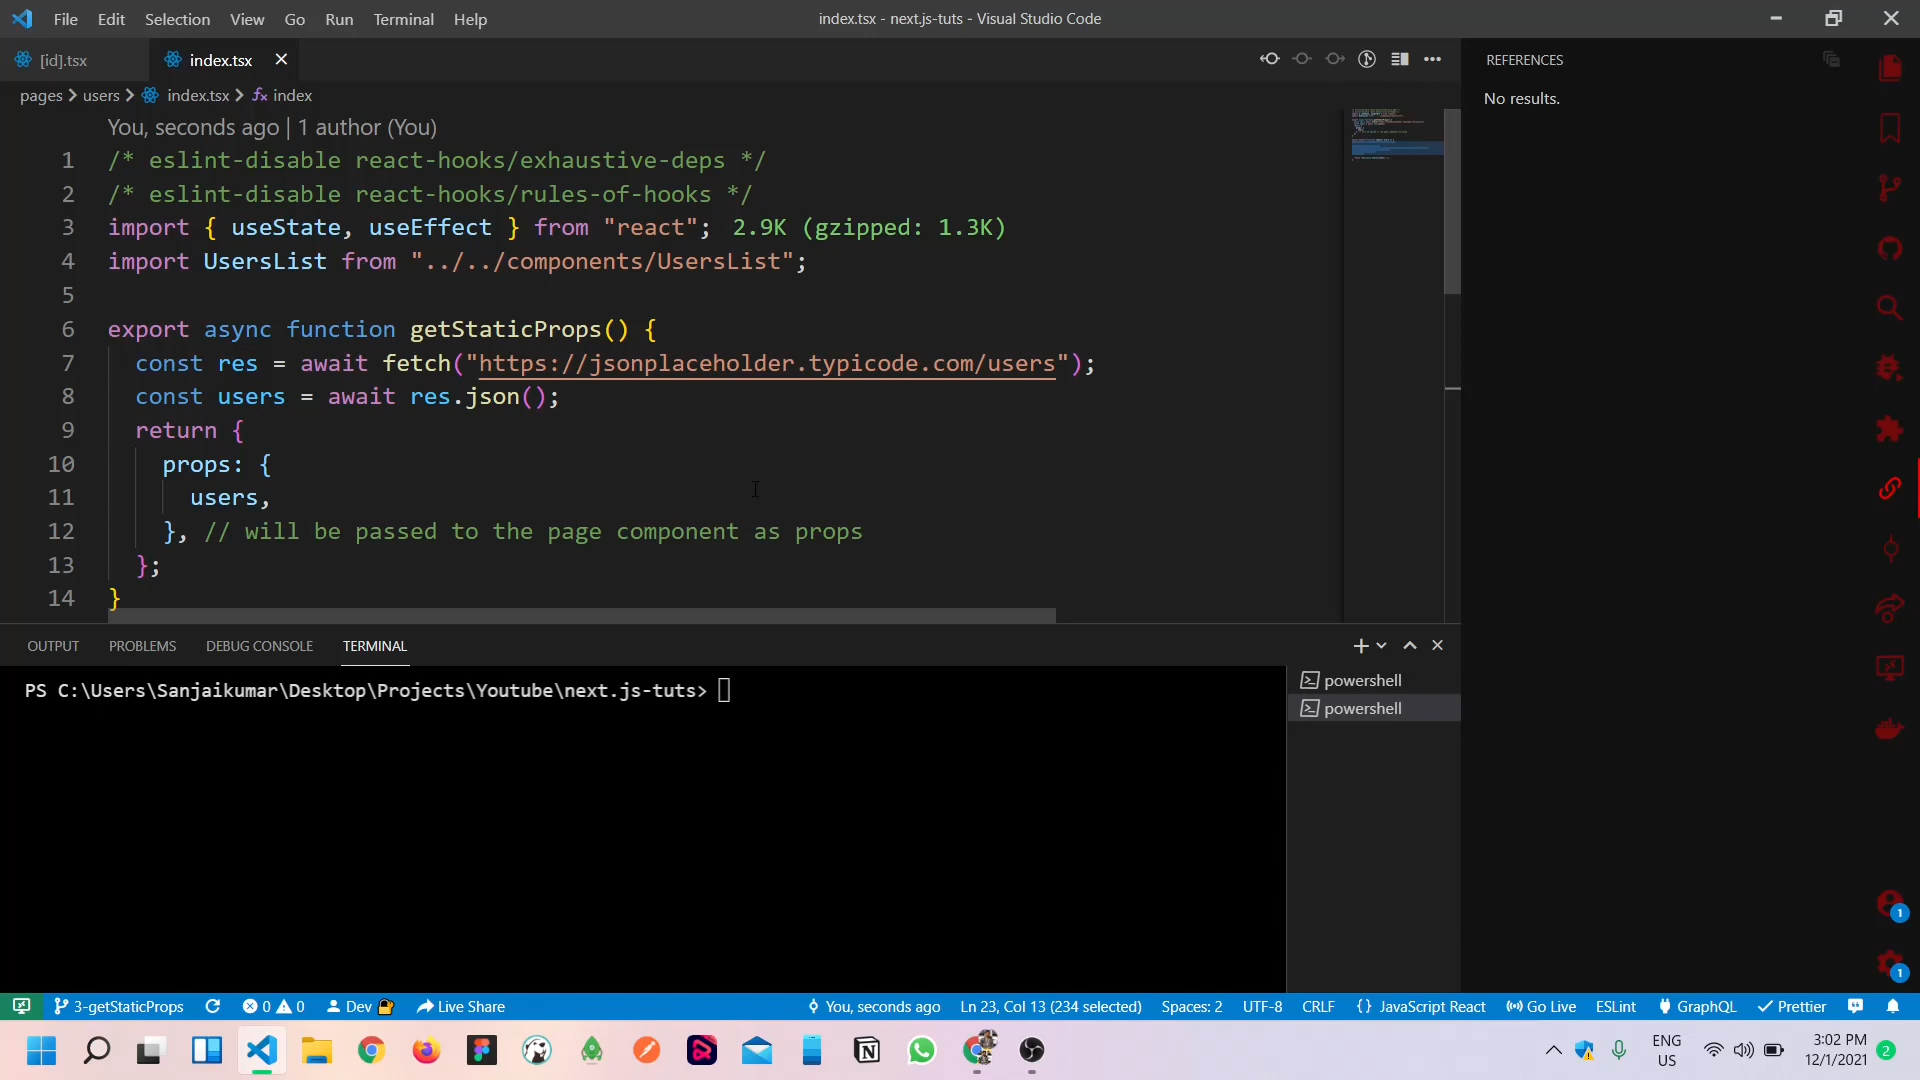 File Edit Selection View Go Run Terminal Help
index.tsx - next.js-tuts - Visual Studio Code
[id].tsx
index.tsx
REFERENCES
pages users index.tsx index
No results.
You, seconds ago | 1 author (You)
1 /* eslint-disable react-hooks/exhaustive-deps */
2 /* eslint-disable react-hooks/rules-of-hooks */
3 import { useState, useEffect } from "react"; 2.9K (gzipped: 1.3K)
4 import UsersList from "../../components/UsersList";
5
6 export async function getStaticProps() {
7 const res = await fetch("https://jsonplaceholder.typicode.com/users");
8 const users = await res.json();
9 return {
10 props: {
11 users,
12 }, // will be passed to the page component as props
13 };
14 }
OUTPUT PROBLEMS DEBUG CONSOLE TERMINAL
PS C:\Users\Sanjaikumar\Desktop\Projects\Youtube\next.js-tuts>
powershell
powershell
1
1
3-getStaticProps 0 0 Dev Live Share You, seconds ago Ln 23, Col 13 (234 selected) Spaces: 2 UTF-8 CRLF {} JavaScript React Go Live ESLint GraphQL Prettier
ENG
US
3:02 PM
12/1/2021
2